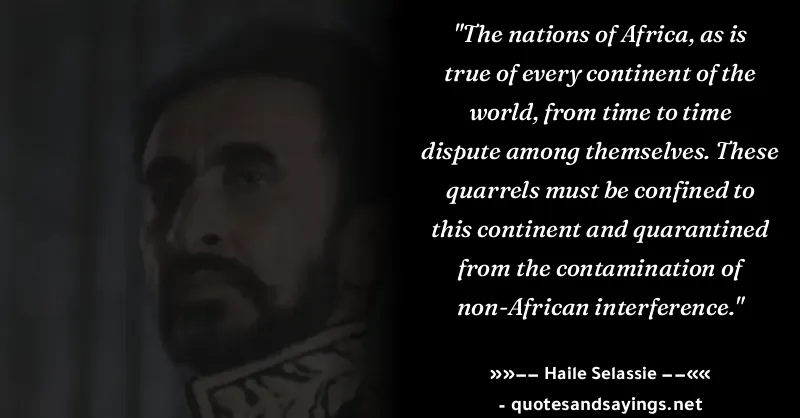 "The nations of Africa, as is
true of every continent of the
world, from time to time
dispute among themselves. These
quarrels must be confined to
this continent and quarantined
from the contamination of
non-African interference."
»»–– Haile Selassie ––««
- quotesandsayings.net